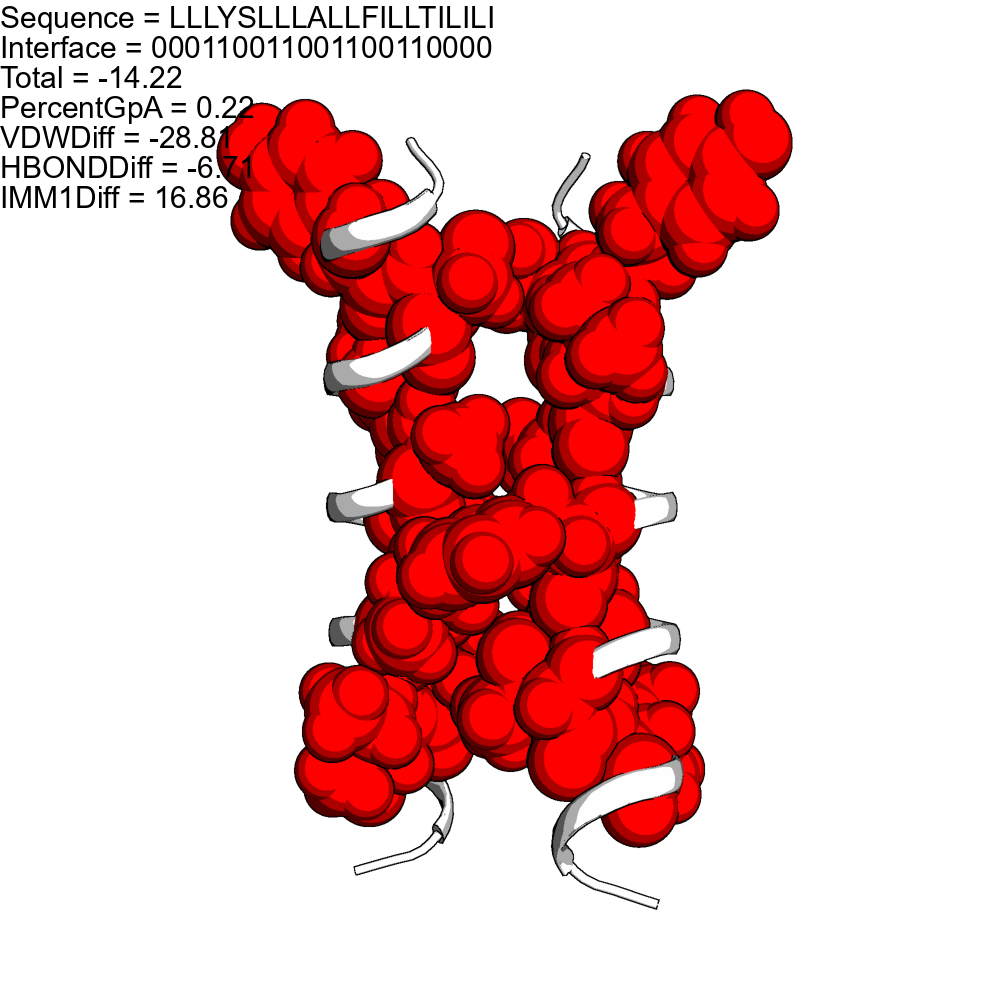 Sequence = LLLYSLLLALLFILLTILILI
Interface = 000110011001100110000
Total = -14.22
PercentGpA = 0.22
VDWDiff = -28.81
HBONDDiff = -6.71
IMM1Diff = 16.86